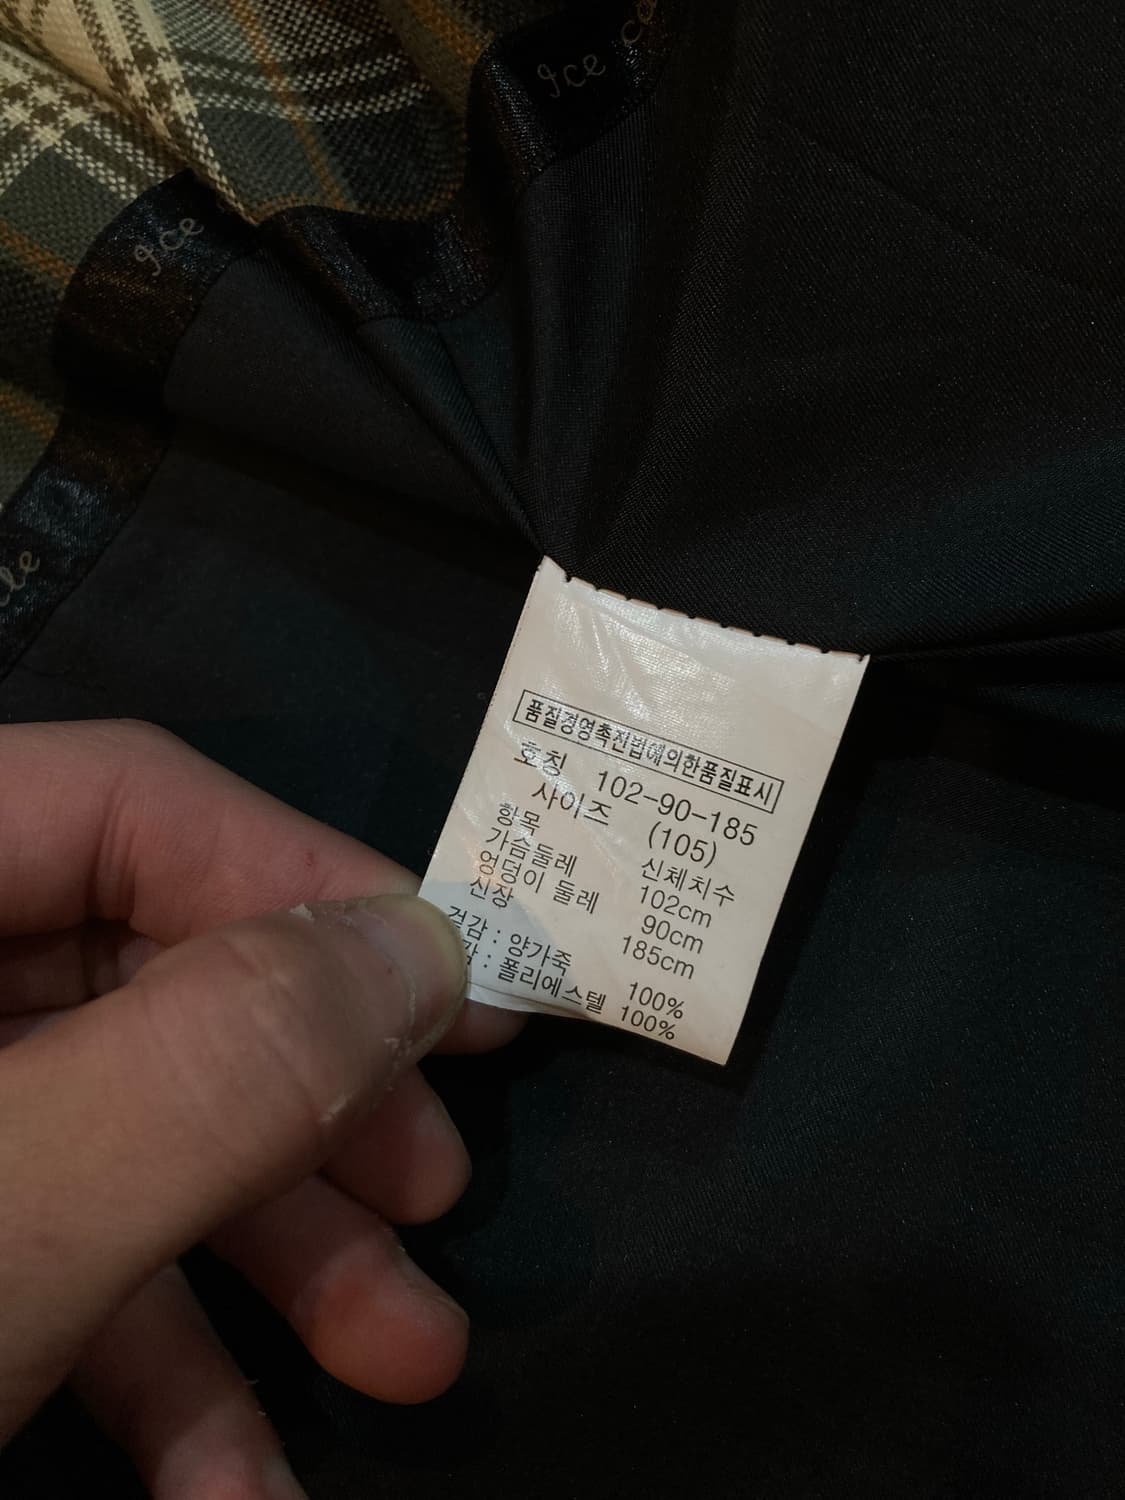 Ice
Ice
품질경영촉진법에의한품질표시
호칭 102-90-185
사이즈 (105)
항목 신체치수
가슴둘레 102cm
엉덩이 둘레 90cm
신장 185cm
겉감 : 양가죽 100%
: 폴리에스텔 100%